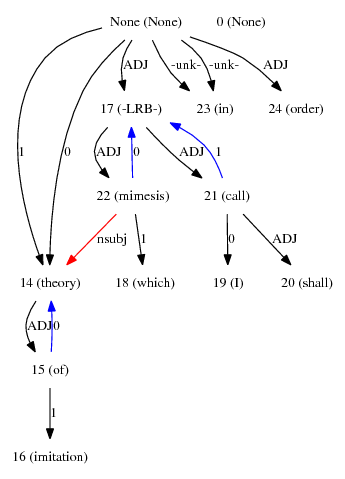 None (None) 0 (None)
ADJ -unk- -unk- ADJ
17 (-LRB-) 23 (in) 24 (order)
1 0 ADJ 0 ADJ 1
22 (mimesis) 21 (call)
nsubj 1 0 ADJ
14 (theory) 18 (which) 19 (I) 20 (shall)
ADJ 0
15 (of)
1
16 (imitation)